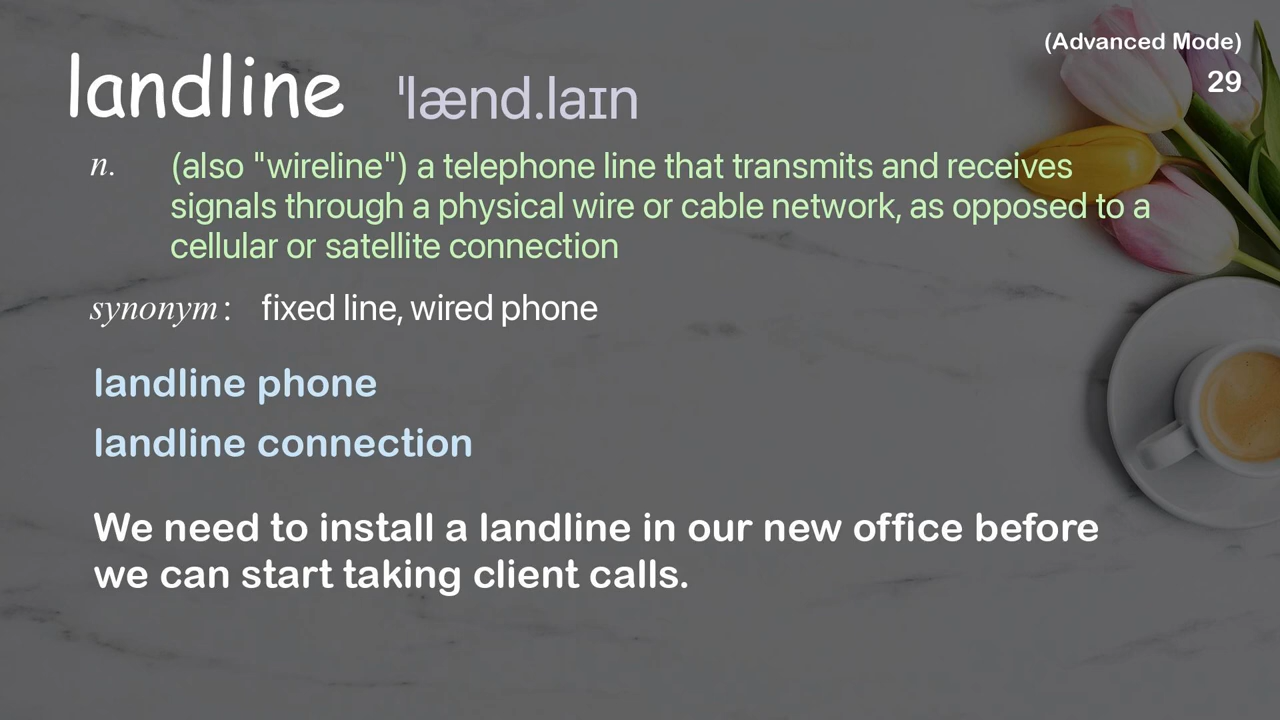 (Advanced Mode)
29
landline ˈlænd.laɪn
n. (also "wireline") a telephone line that transmits and receives
signals through a physical wire or cable network, as opposed to a
cellular or satellite connection
synonym: fixed line, wired phone
landline phone
landline connection
We need to install a landline in our new office before
we can start taking client calls.